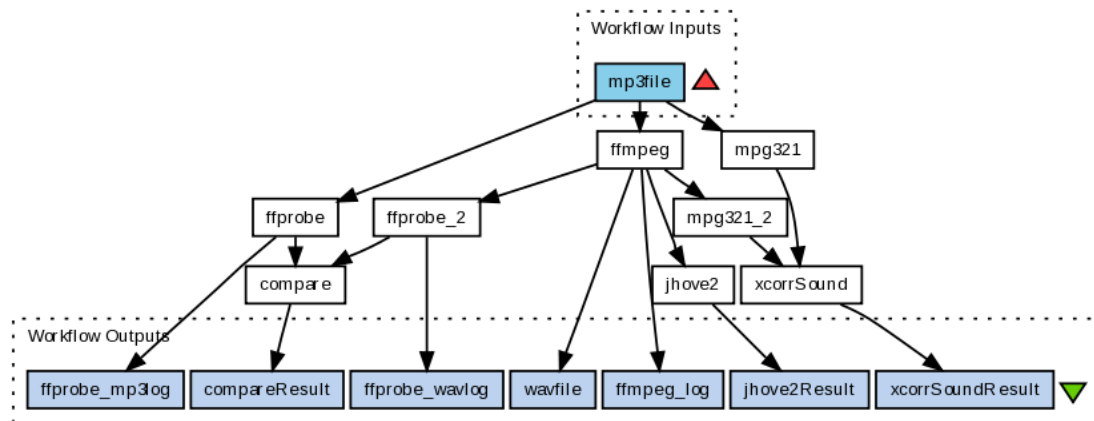 Workflow Inputs
mp3file
ffmpeg
mpg321
ffprobe
ffprobe_2
mpg321_2
compare
jhove2
xcorrSound
Workflow Outputs
ffprobe_mp3log
compareResult
ffprobe_wavlog
wavfile
ffmpeg_log
jhove2Result
xcorrSoundResult